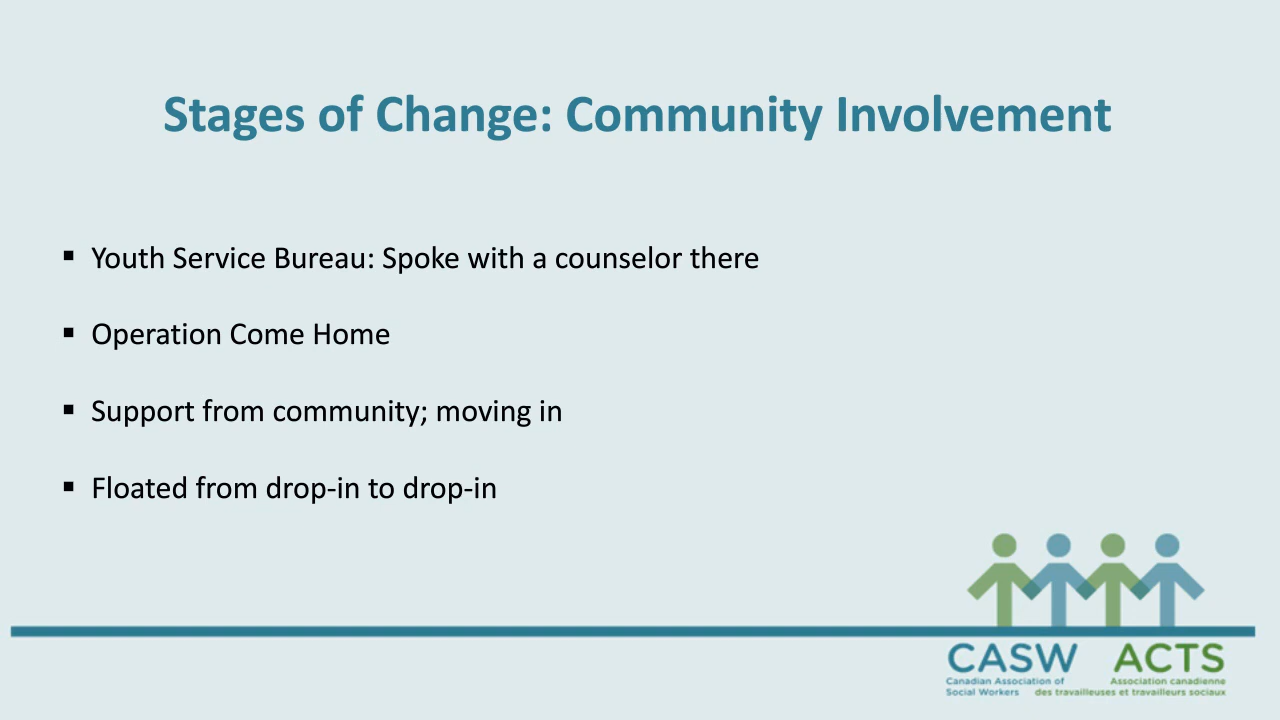 Stages of Change: Community Involvement
▪ Youth Service Bureau: Spoke with a counselor there
▪ Operation Come Home
▪ Support from community; moving in
▪ Floated from drop-in to drop-in
CASW ACTS
Canadian Association of Association canadienne
Social Workers des travailleuses et travailleurs sociaux